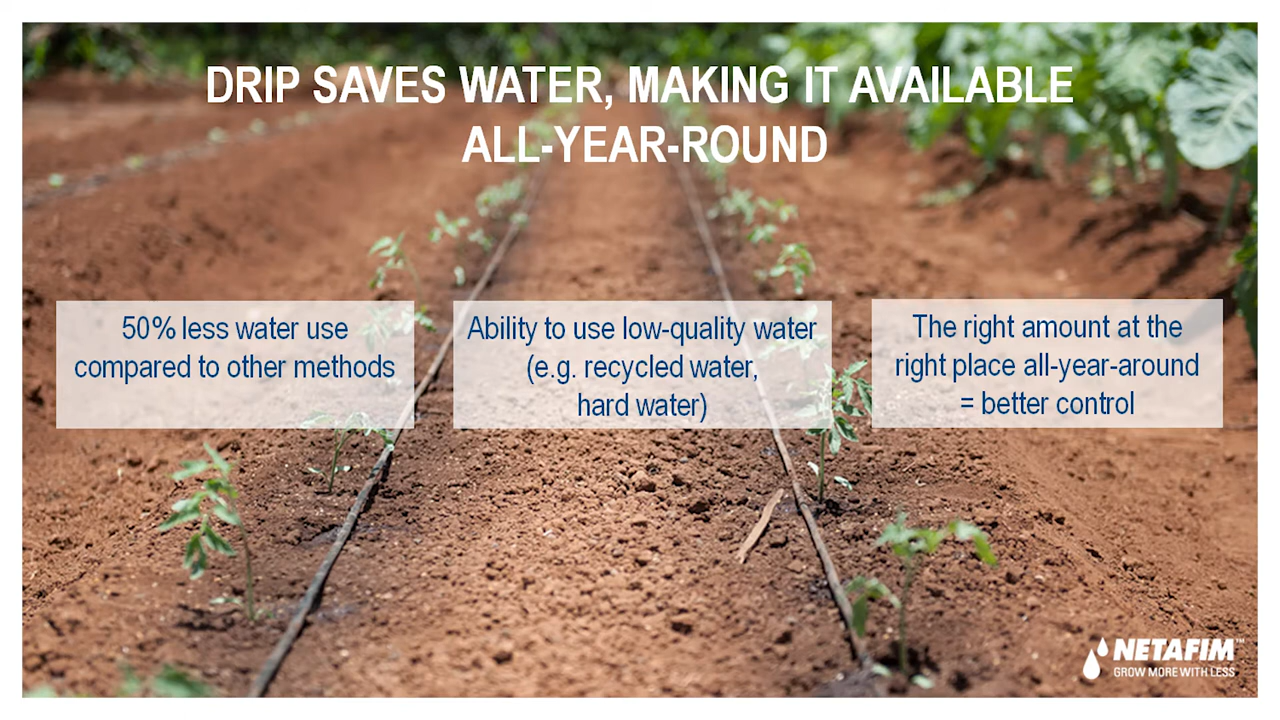 DRIP SAVES WATER, MAKING IT AVAILABLE
ALL-YEAR-ROUND
50% less water use
compared to other methods
Ability to use low-quality water
(e.g. recycled water,
hard water)
The right amount at the
right place all-year-around
= better control
NETAFIM™
GROW MORE WITH LESS